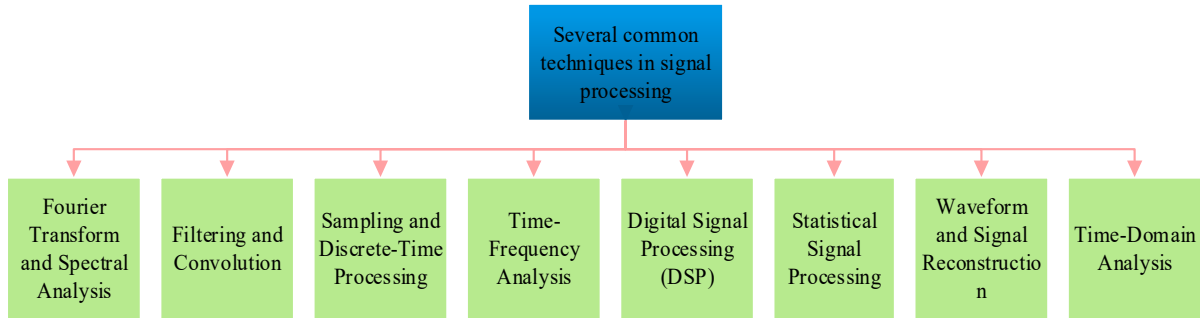 Several common
techniques in signal
processing
Fourier
Transform
and Spectral
Analysis
Filtering and
Convolution
Sampling and
Discrete-Time
Processing
Time-
Frequency
Analysis
Digital Signal
Processing
(DSP)
Statistical
Signal
Processing
Waveform
and Signal
Reconstructio
n
Time-Domain
Analysis